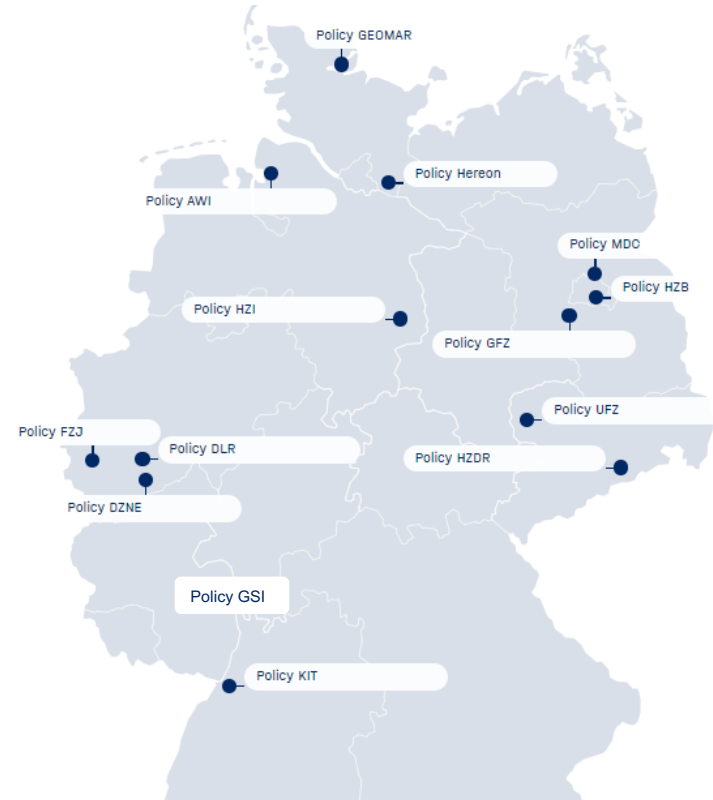 Policy GEOMAR
Policy Hereon
Policy AWI
Policy MDC
Policy HZB
Policy HZI
Policy GFZ
Policy UFZ
Policy FZJ
Policy DLR
Policy HZDR
Policy DZNE
Policy GSI
Policy KIT